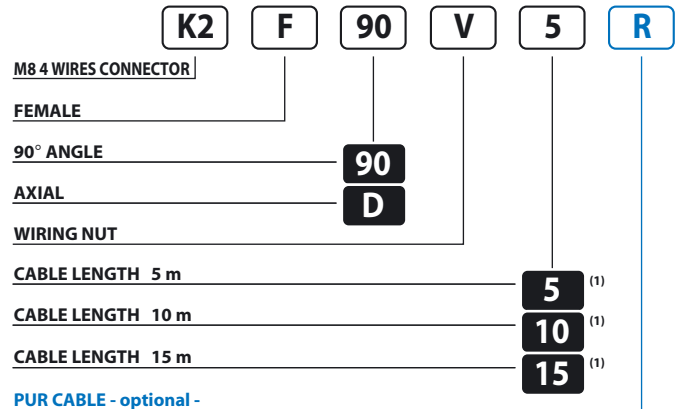 K2 F 90 V 5 R
M8 4 WIRES CONNECTOR
FEMALE
90° ANGLE 90
AXIAL D
WIRING NUT
CABLE LENGTH 5 m 5 (1)
CABLE LENGTH 10 m 10 (1)
CABLE LENGTH 15 m 15 (1)
PUR CABLE - optional -